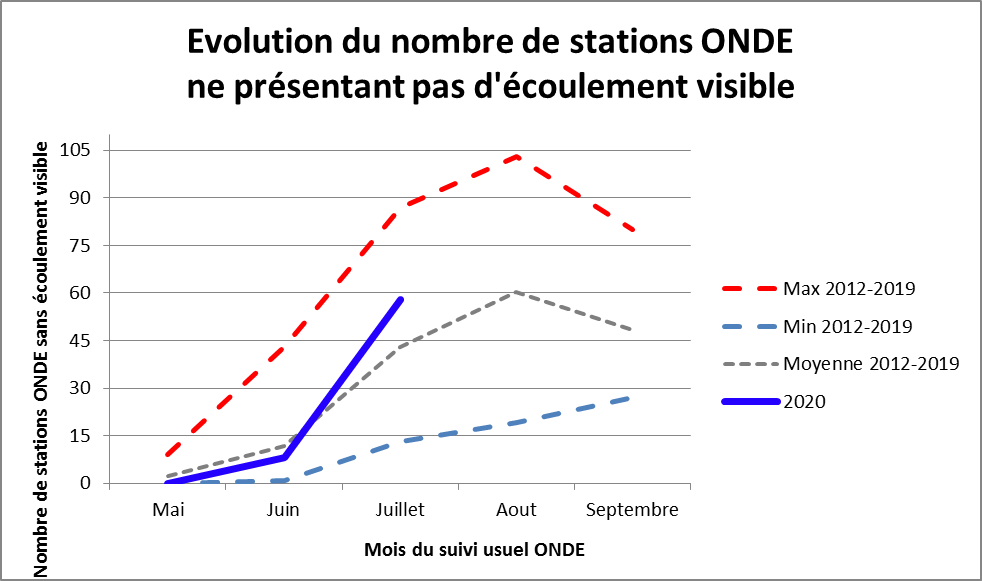 Evolution du nombre de stations ONDE
ne présentant pas d'écoulement visible
Nombre de stations ONDE sans écoulement visible
105
90
75
60
45
30
15
0
Mai
Juin
Juillet
Aout
Septembre
Mois du suivi usuel ONDE
Max 2012-2019
Min 2012-2019
Moyenne 2012-2019
2020